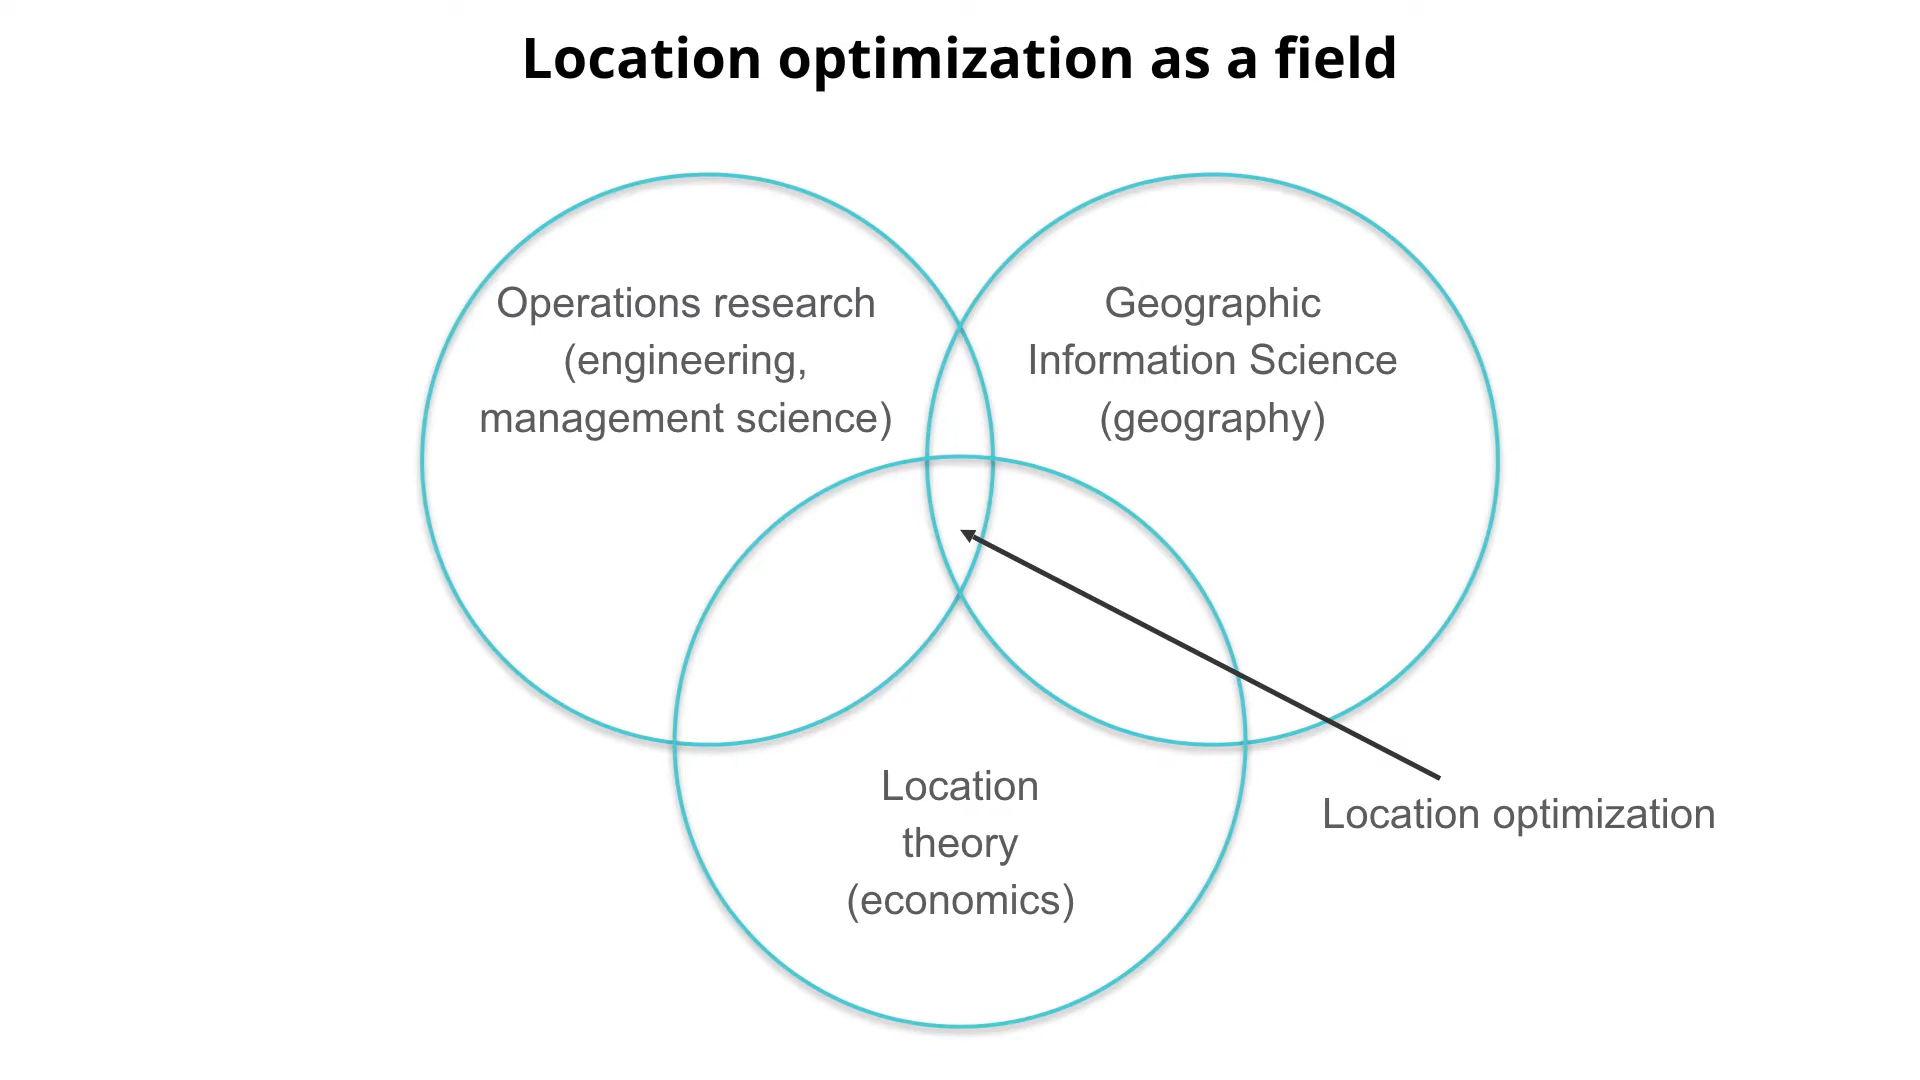 Location optimization as a field
Operations research
(engineering,
management science)
Geographic
Information Science
(geography)
Location
theory
(economics)
Location optimization